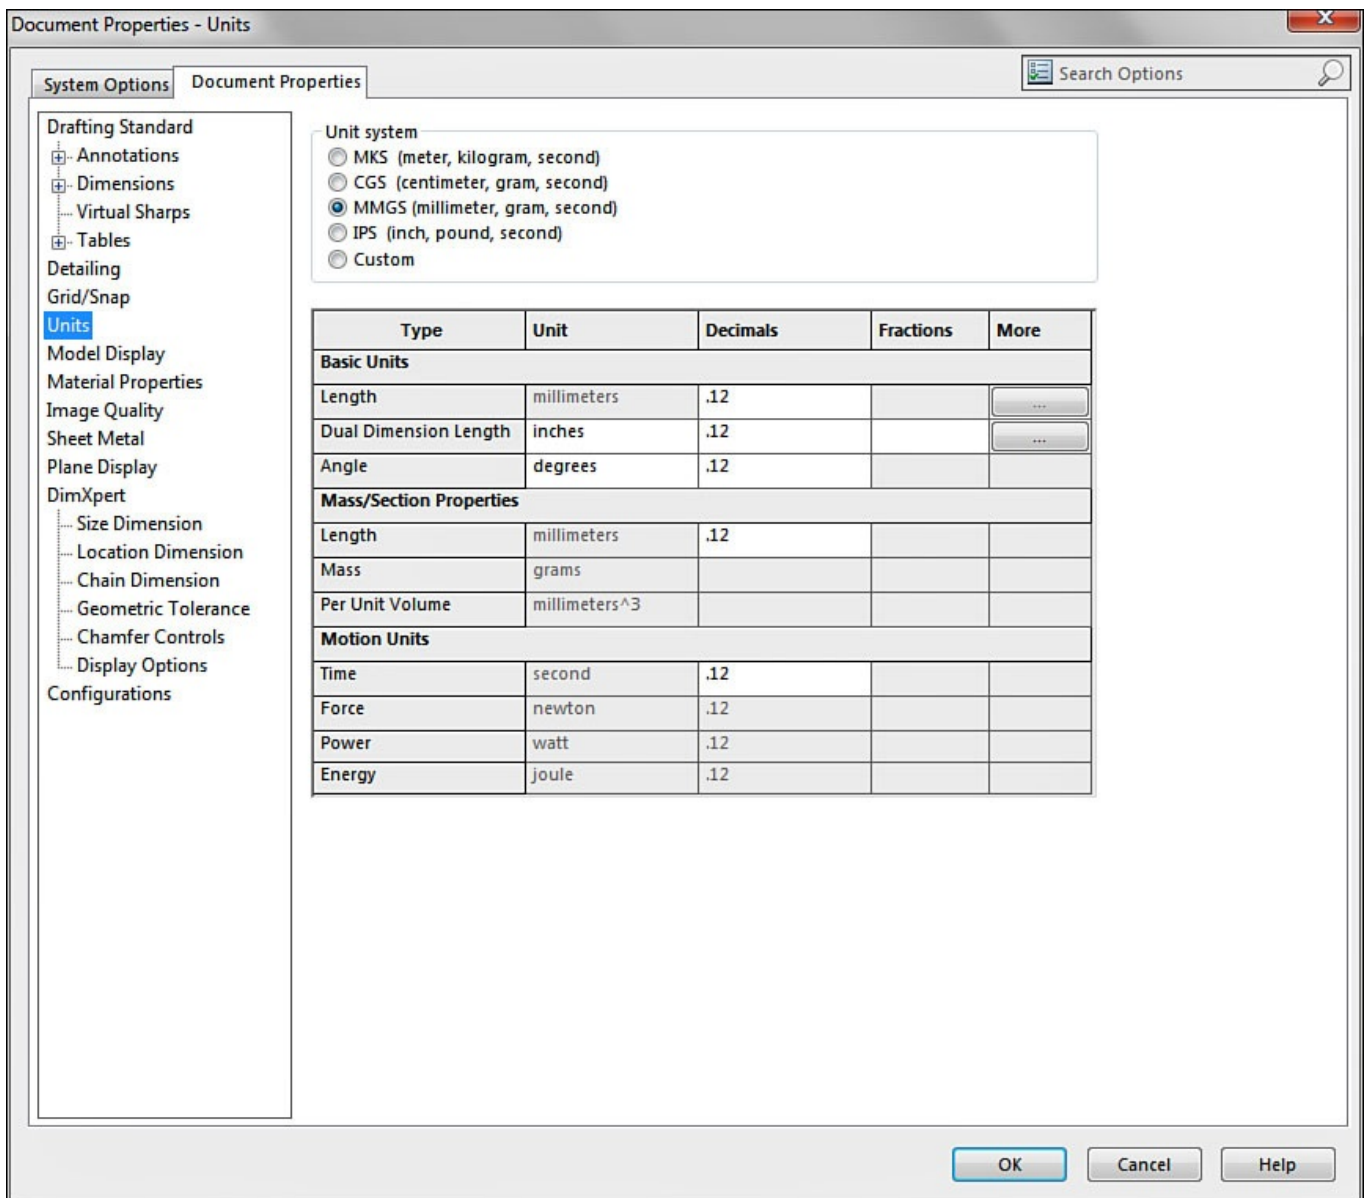 Document Properties - Units
X
System Options
Document Properties
Search Options
Drafting Standard
Annotations
Dimensions
Virtual Sharps
Tables
Detailing
Grid/Snap
Units
Model Display
Material Properties
Image Quality
Sheet Metal
Plane Display
DimXpert
Size Dimension
Location Dimension
Chain Dimension
Geometric Tolerance
Chamfer Controls
Display Options
Configurations
Unit system
MKS (meter, kilogram, second)
CGS (centimeter, gram, second)
MMGS (millimeter, gram, second)
IPS (inch, pound, second)
Custom
Type Unit Decimals Fractions More
Basic Units
Length millimeters .12 ...
Dual Dimension Length inches .12 ...
Angle degrees .12
Mass/Section Properties
Length millimeters .12
Mass grams
Per Unit Volume millimeters^3
Motion Units
Time second .12
Force newton .12
Power watt .12
Energy joule .12
OK Cancel Help